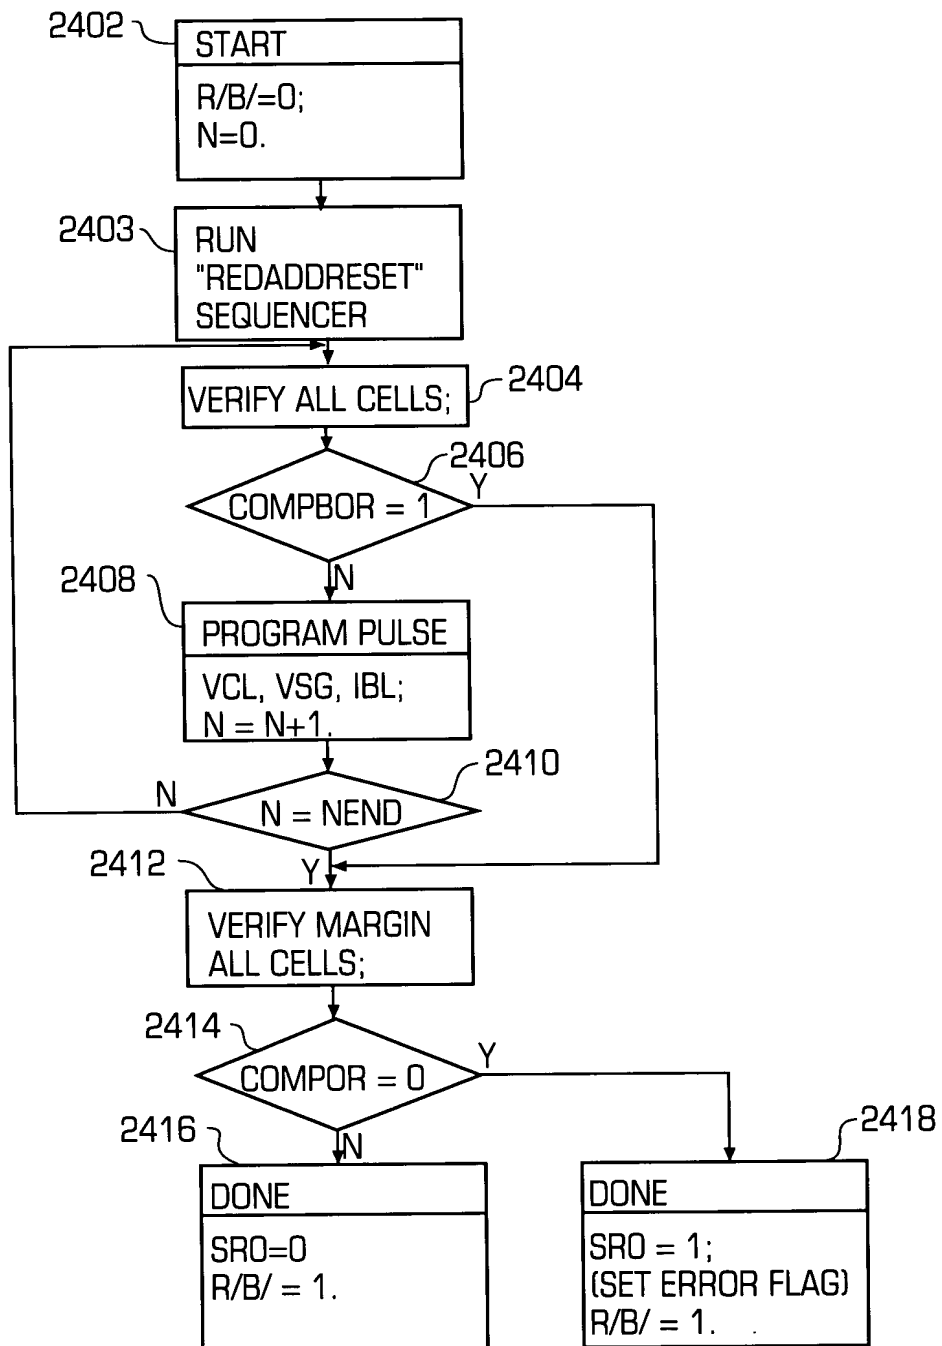 2402
START
R/B/=0;
N=0.
2403
RUN
"REDADDRESET"
SEQUENCER
VERIFY ALL CELLS;
2404
2406
COMPBOR = 1
Y
N
2408
PROGRAM PULSE
VCL, VSG, IBL;
N = N+1.
2410
N = NEND
N
Y
2412
VERIFY MARGIN
ALL CELLS;
2414
COMPOR = 0
Y
N
2416
DONE
SR0=0
R/B/ = 1.
2418
DONE
SR0 = 1;
(SET ERROR FLAG)
R/B/ = 1.